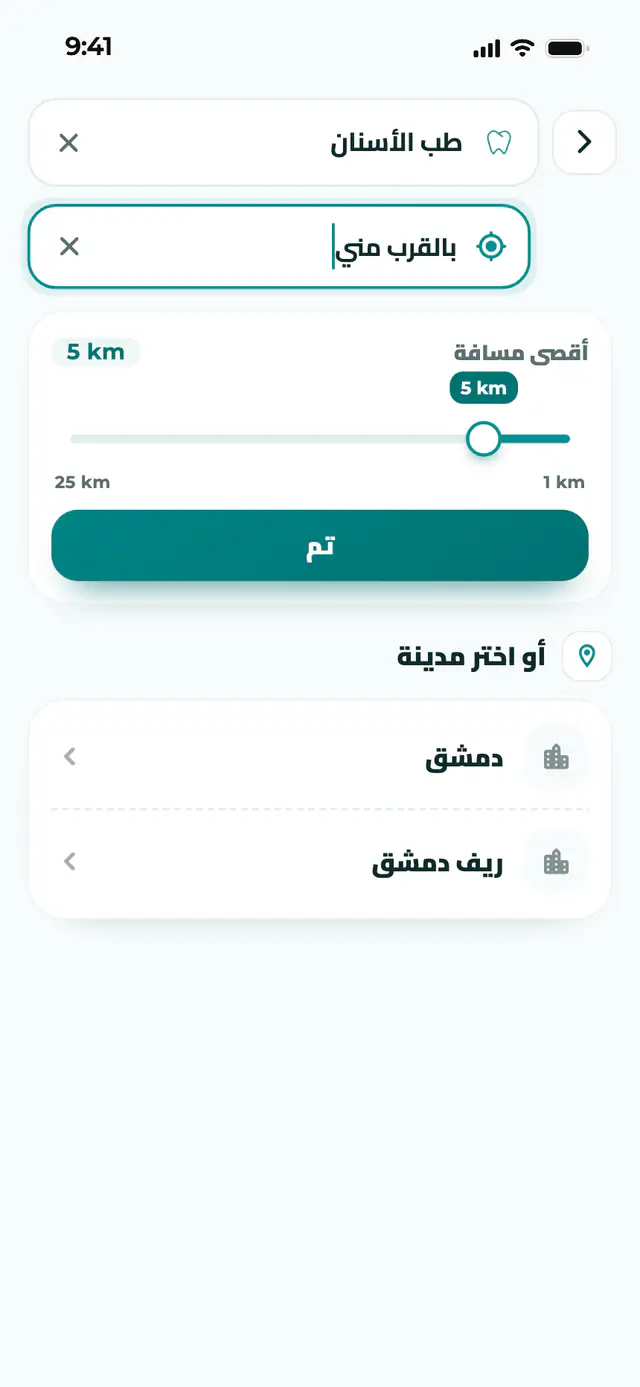 9:41
طب الأسنان
بالقرب مني
أقصى مسافة
5 km
5 km
1 km
25 km
تم
أو اختر مدينة
دمشق
ريف دمشق